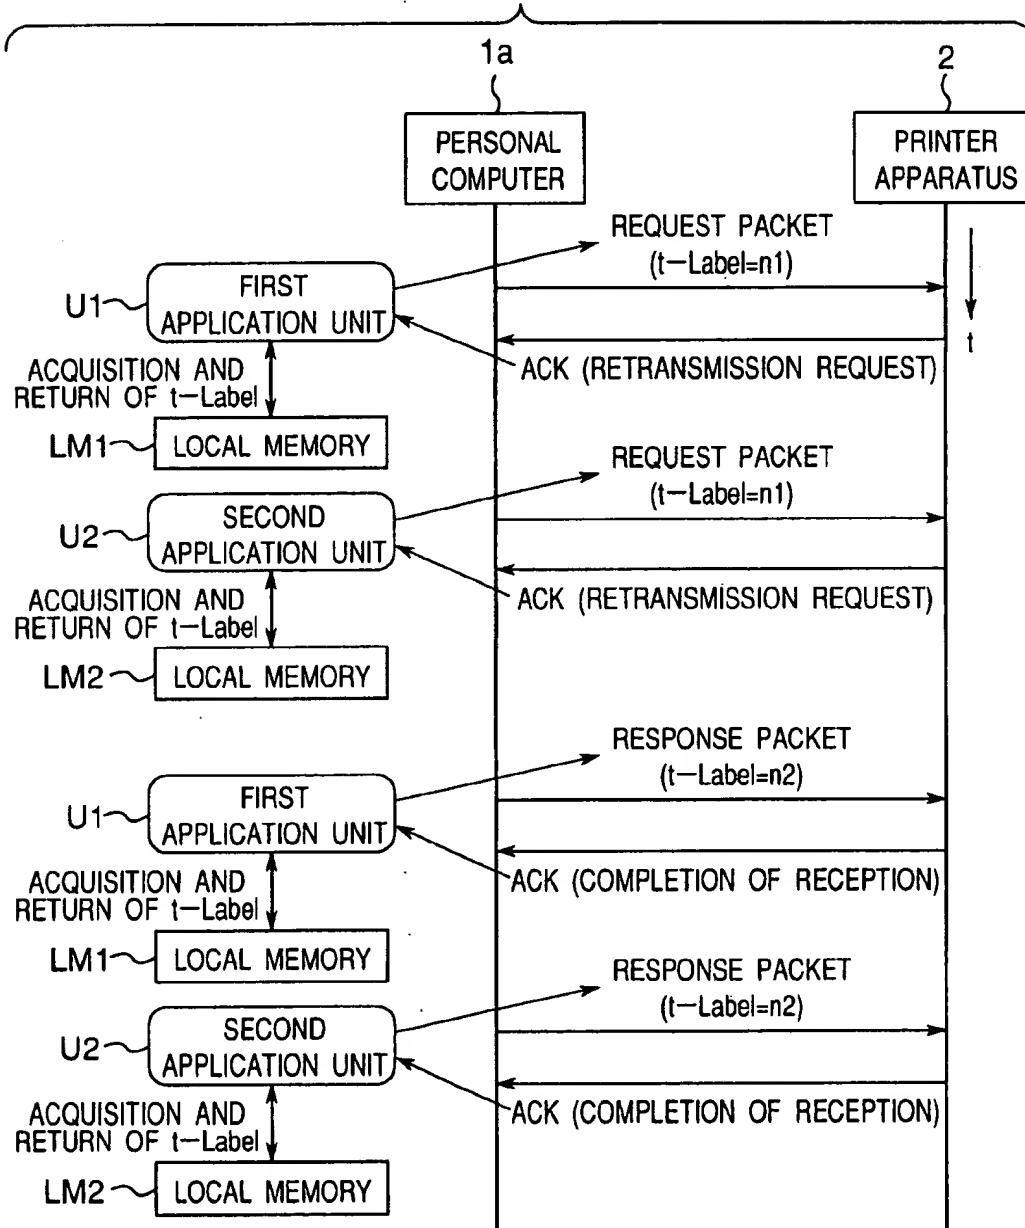 1a
2
PERSONAL
COMPUTER
PRINTER
APPARATUS
REQUEST PACKET
(t-Label=n1)
U1
FIRST
APPLICATION UNIT
t
ACK (RETRANSMISSION REQUEST)
ACQUISITION AND
RETURN OF t-Label
LM1
LOCAL MEMORY
REQUEST PACKET
(t-Label=n1)
U2
SECOND
APPLICATION UNIT
ACK (RETRANSMISSION REQUEST)
ACQUISITION AND
RETURN OF t-Label
LM2
LOCAL MEMORY
RESPONSE PACKET
(t-Label=n2)
U1
FIRST
APPLICATION UNIT
ACK (COMPLETION OF RECEPTION)
ACQUISITION AND
RETURN OF t-Label
LM1
LOCAL MEMORY
RESPONSE PACKET
(t-Label=n2)
U2
SECOND
APPLICATION UNIT
ACK (COMPLETION OF RECEPTION)
ACQUISITION AND
RETURN OF t-Label
LM2
LOCAL MEMORY